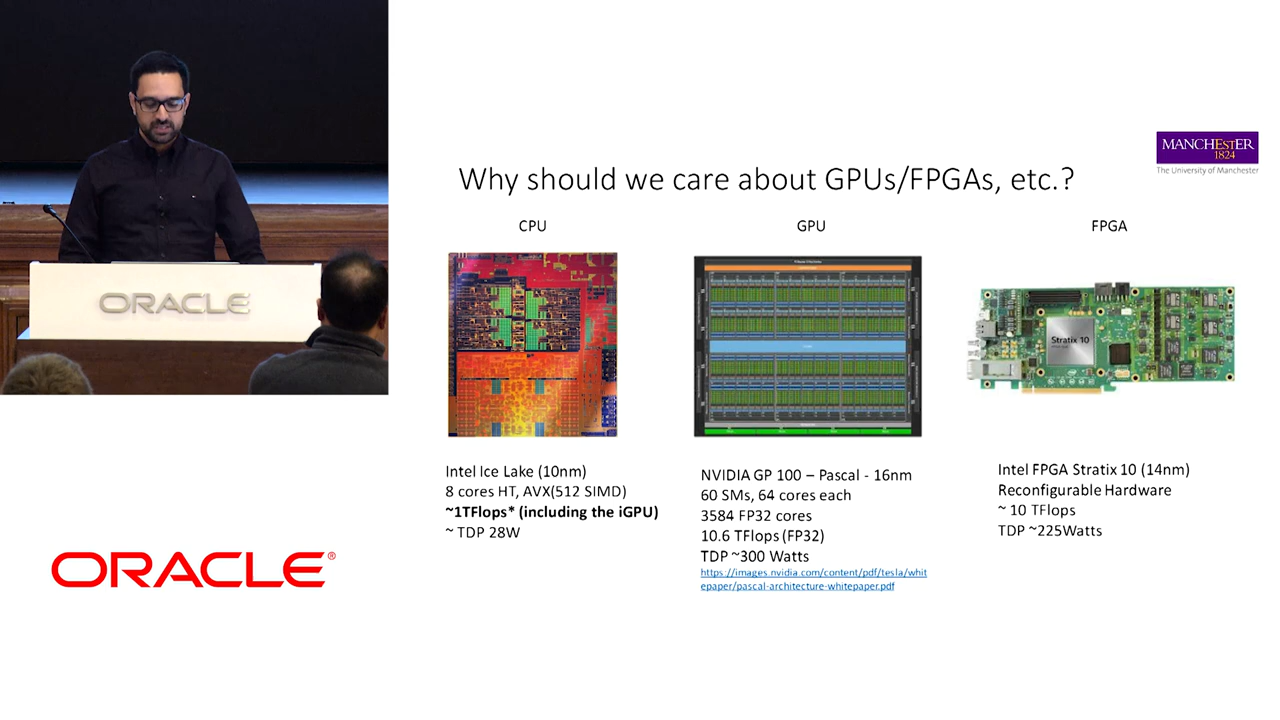 ORACLE
ORACLE®
MANCHESTER
1824
The University of Manchester
Why should we care about GPUs/FPGAs, etc.?
CPU
Intel Ice Lake (10nm)
8 cores HT, AVX(512 SIMD)
~1TFlops* (including the iGPU)
~ TDP 28W
GPU
NVIDIA GP 100 – Pascal - 16nm
60 SMs, 64 cores each
3584 FP32 cores
10.6 TFlops (FP32)
TDP ~300 Watts
https://images.nvidia.com/content/pdf/tesla/whit
epaper/pascal-architecture-whitepaper.pdf
FPGA
Stratix 10
Intel FPGA Stratix 10 (14nm)
Reconfigurable Hardware
~ 10 TFlops
TDP ~225Watts